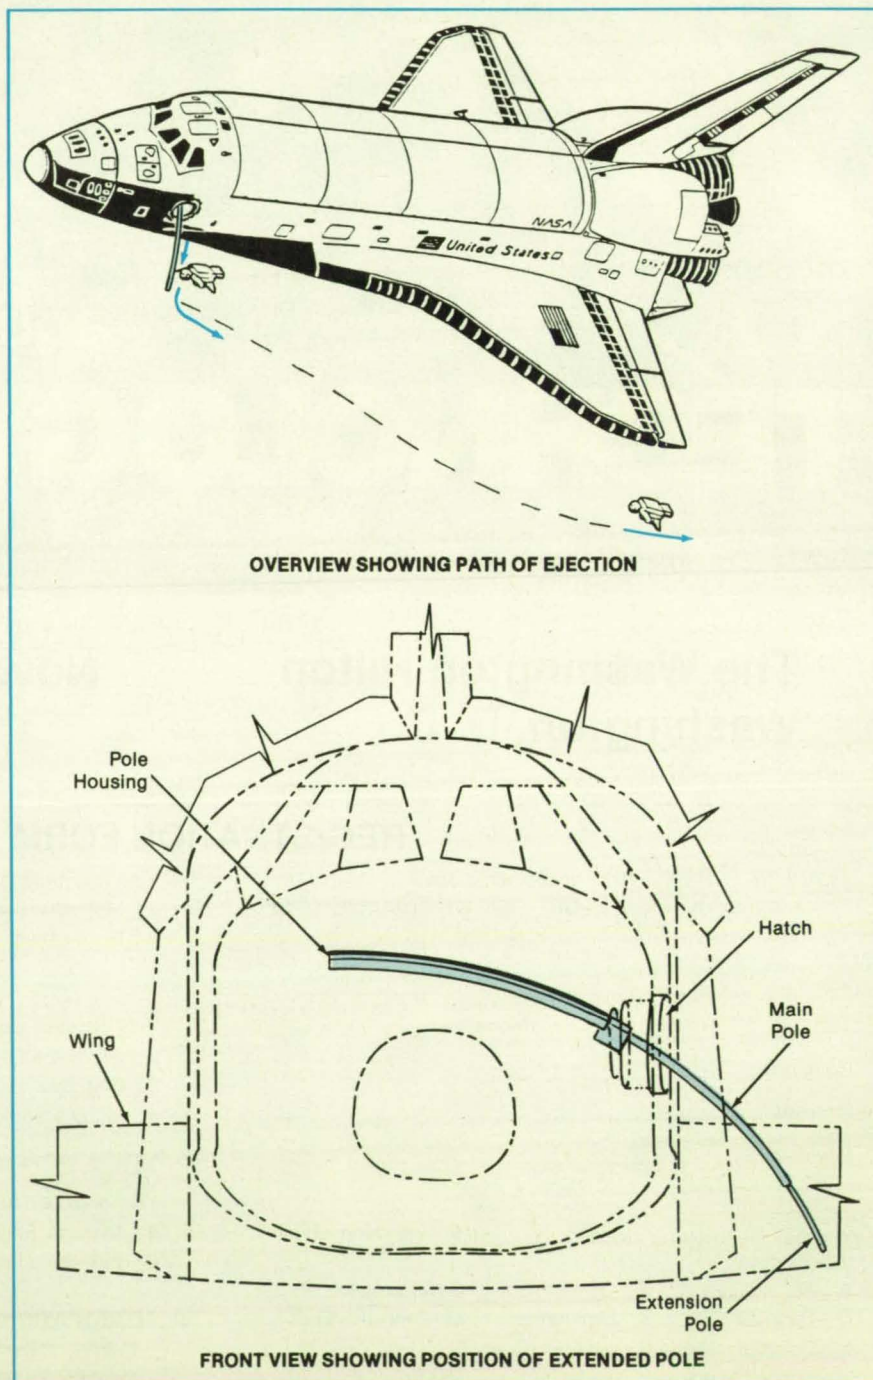 NASA
United States
OVERVIEW SHOWING PATH OF EJECTION
Pole
Housing
Hatch
Main
Pole
Wing
Extension
Pole
FRONT VIEW SHOWING POSITION OF EXTENDED POLE